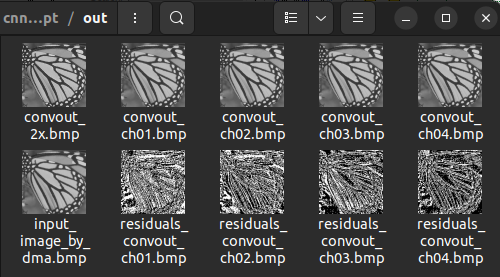 cnn...pt / out
convout_
2x.bmp
convout_
ch01.bmp
convout_
ch02.bmp
convout_
ch03.bmp
convout_
ch04.bmp
input_
image_by_
dma.bmp
residuals_
convout_
ch01.bmp
residuals_
convout_
ch02.bmp
residuals_
convout_
ch03.bmp
residuals_
convout_
ch04.bmp